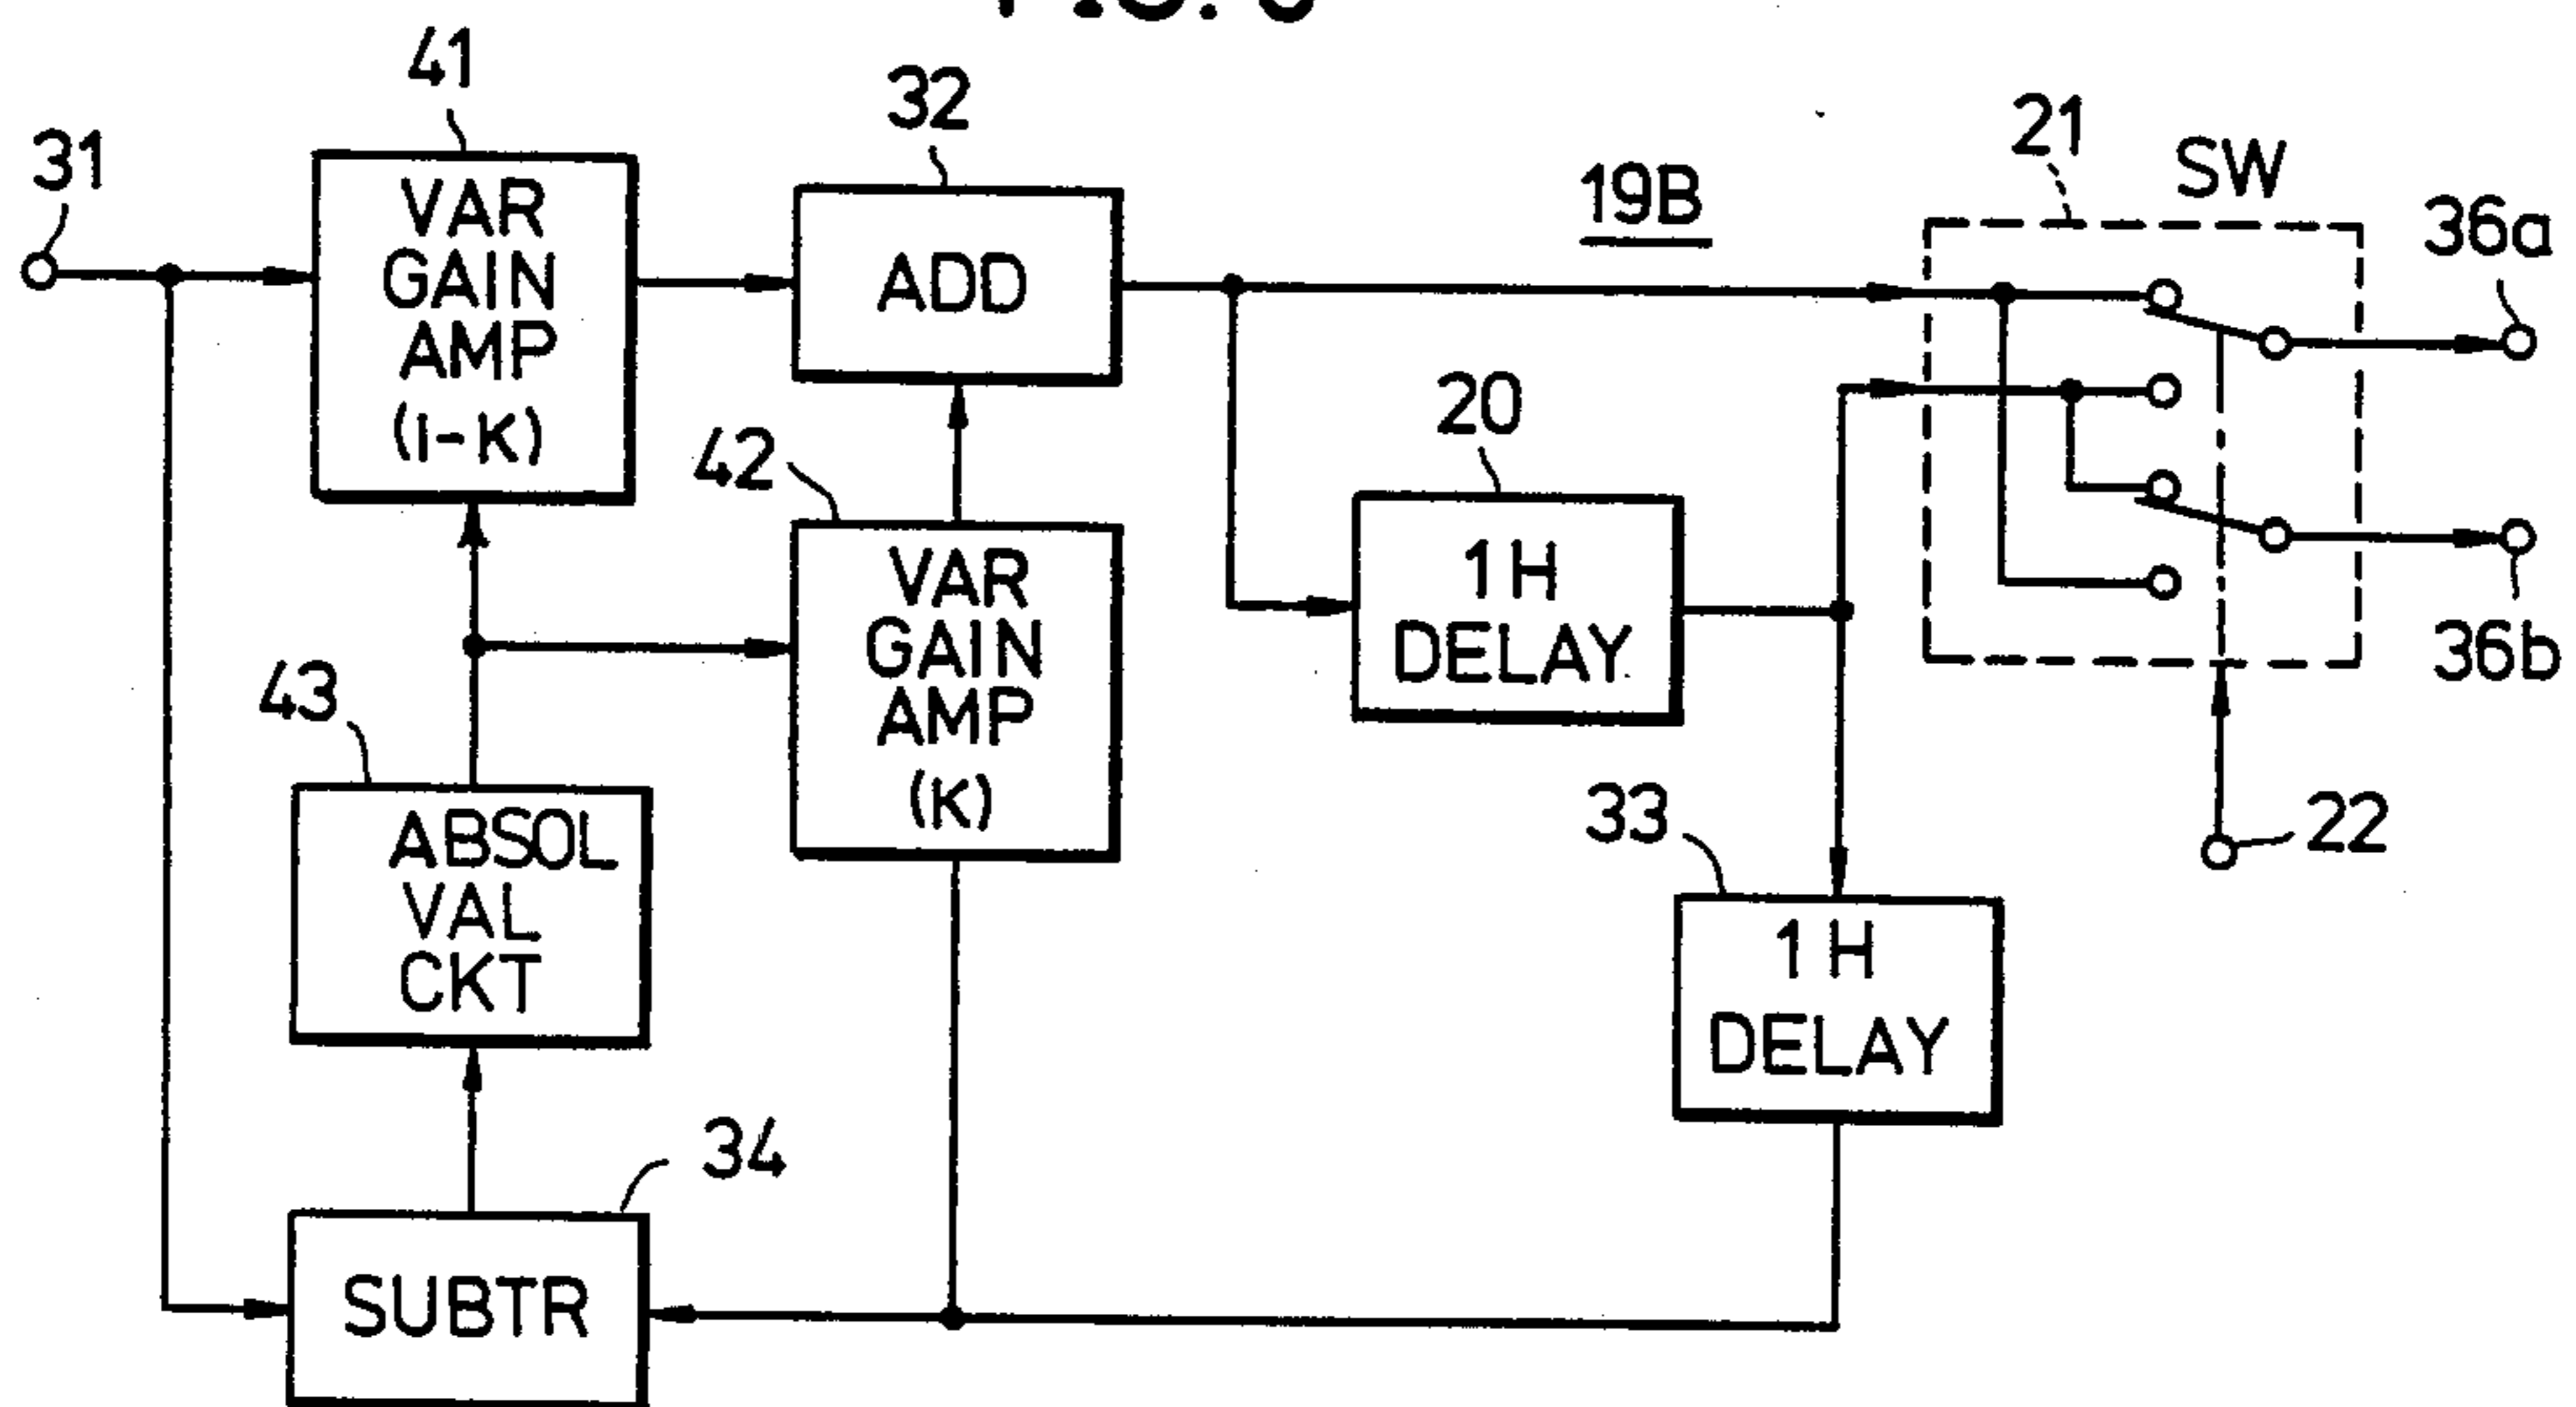 41
32
31
21
SW
19B
36a
VAR
GAIN
AMP
(1-K)
ADD
20
42
36b
1H
DELAY
VAR
GAIN
AMP
(K)
43
33
22
ABSOL
VAL
CKT
1H
DELAY
34
SUBTR